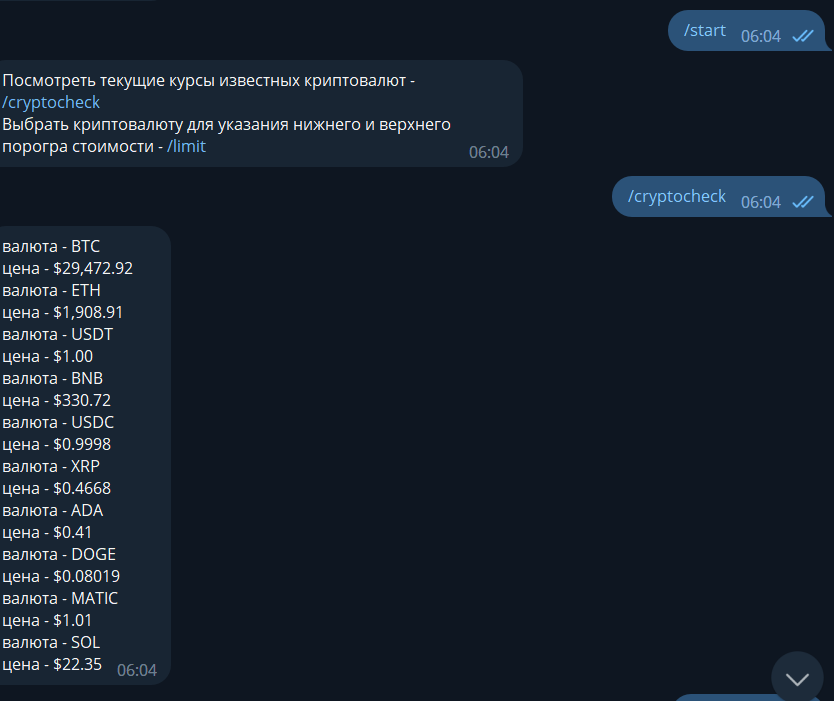 /start 06:04
Посмотреть текущие курсы известных криптовалют -
/cryptocheck
Выбрать криптовалюту для указания нижнего и верхнего
порогра стоимости - /limit
06:04
/cryptocheck 06:04
валюта - BTC
цена - $29,472.92
валюта - ETH
цена - $1,908.91
валюта - USDT
цена - $1.00
валюта - BNB
цена - $330.72
валюта - USDC
цена - $0.9998
валюта - XRP
цена - $0.4668
валюта - ADA
цена - $0.41
валюта - DOGE
цена - $0.08019
валюта - MATIC
цена - $1.01
валюта - SOL
цена - $22.35 06:04